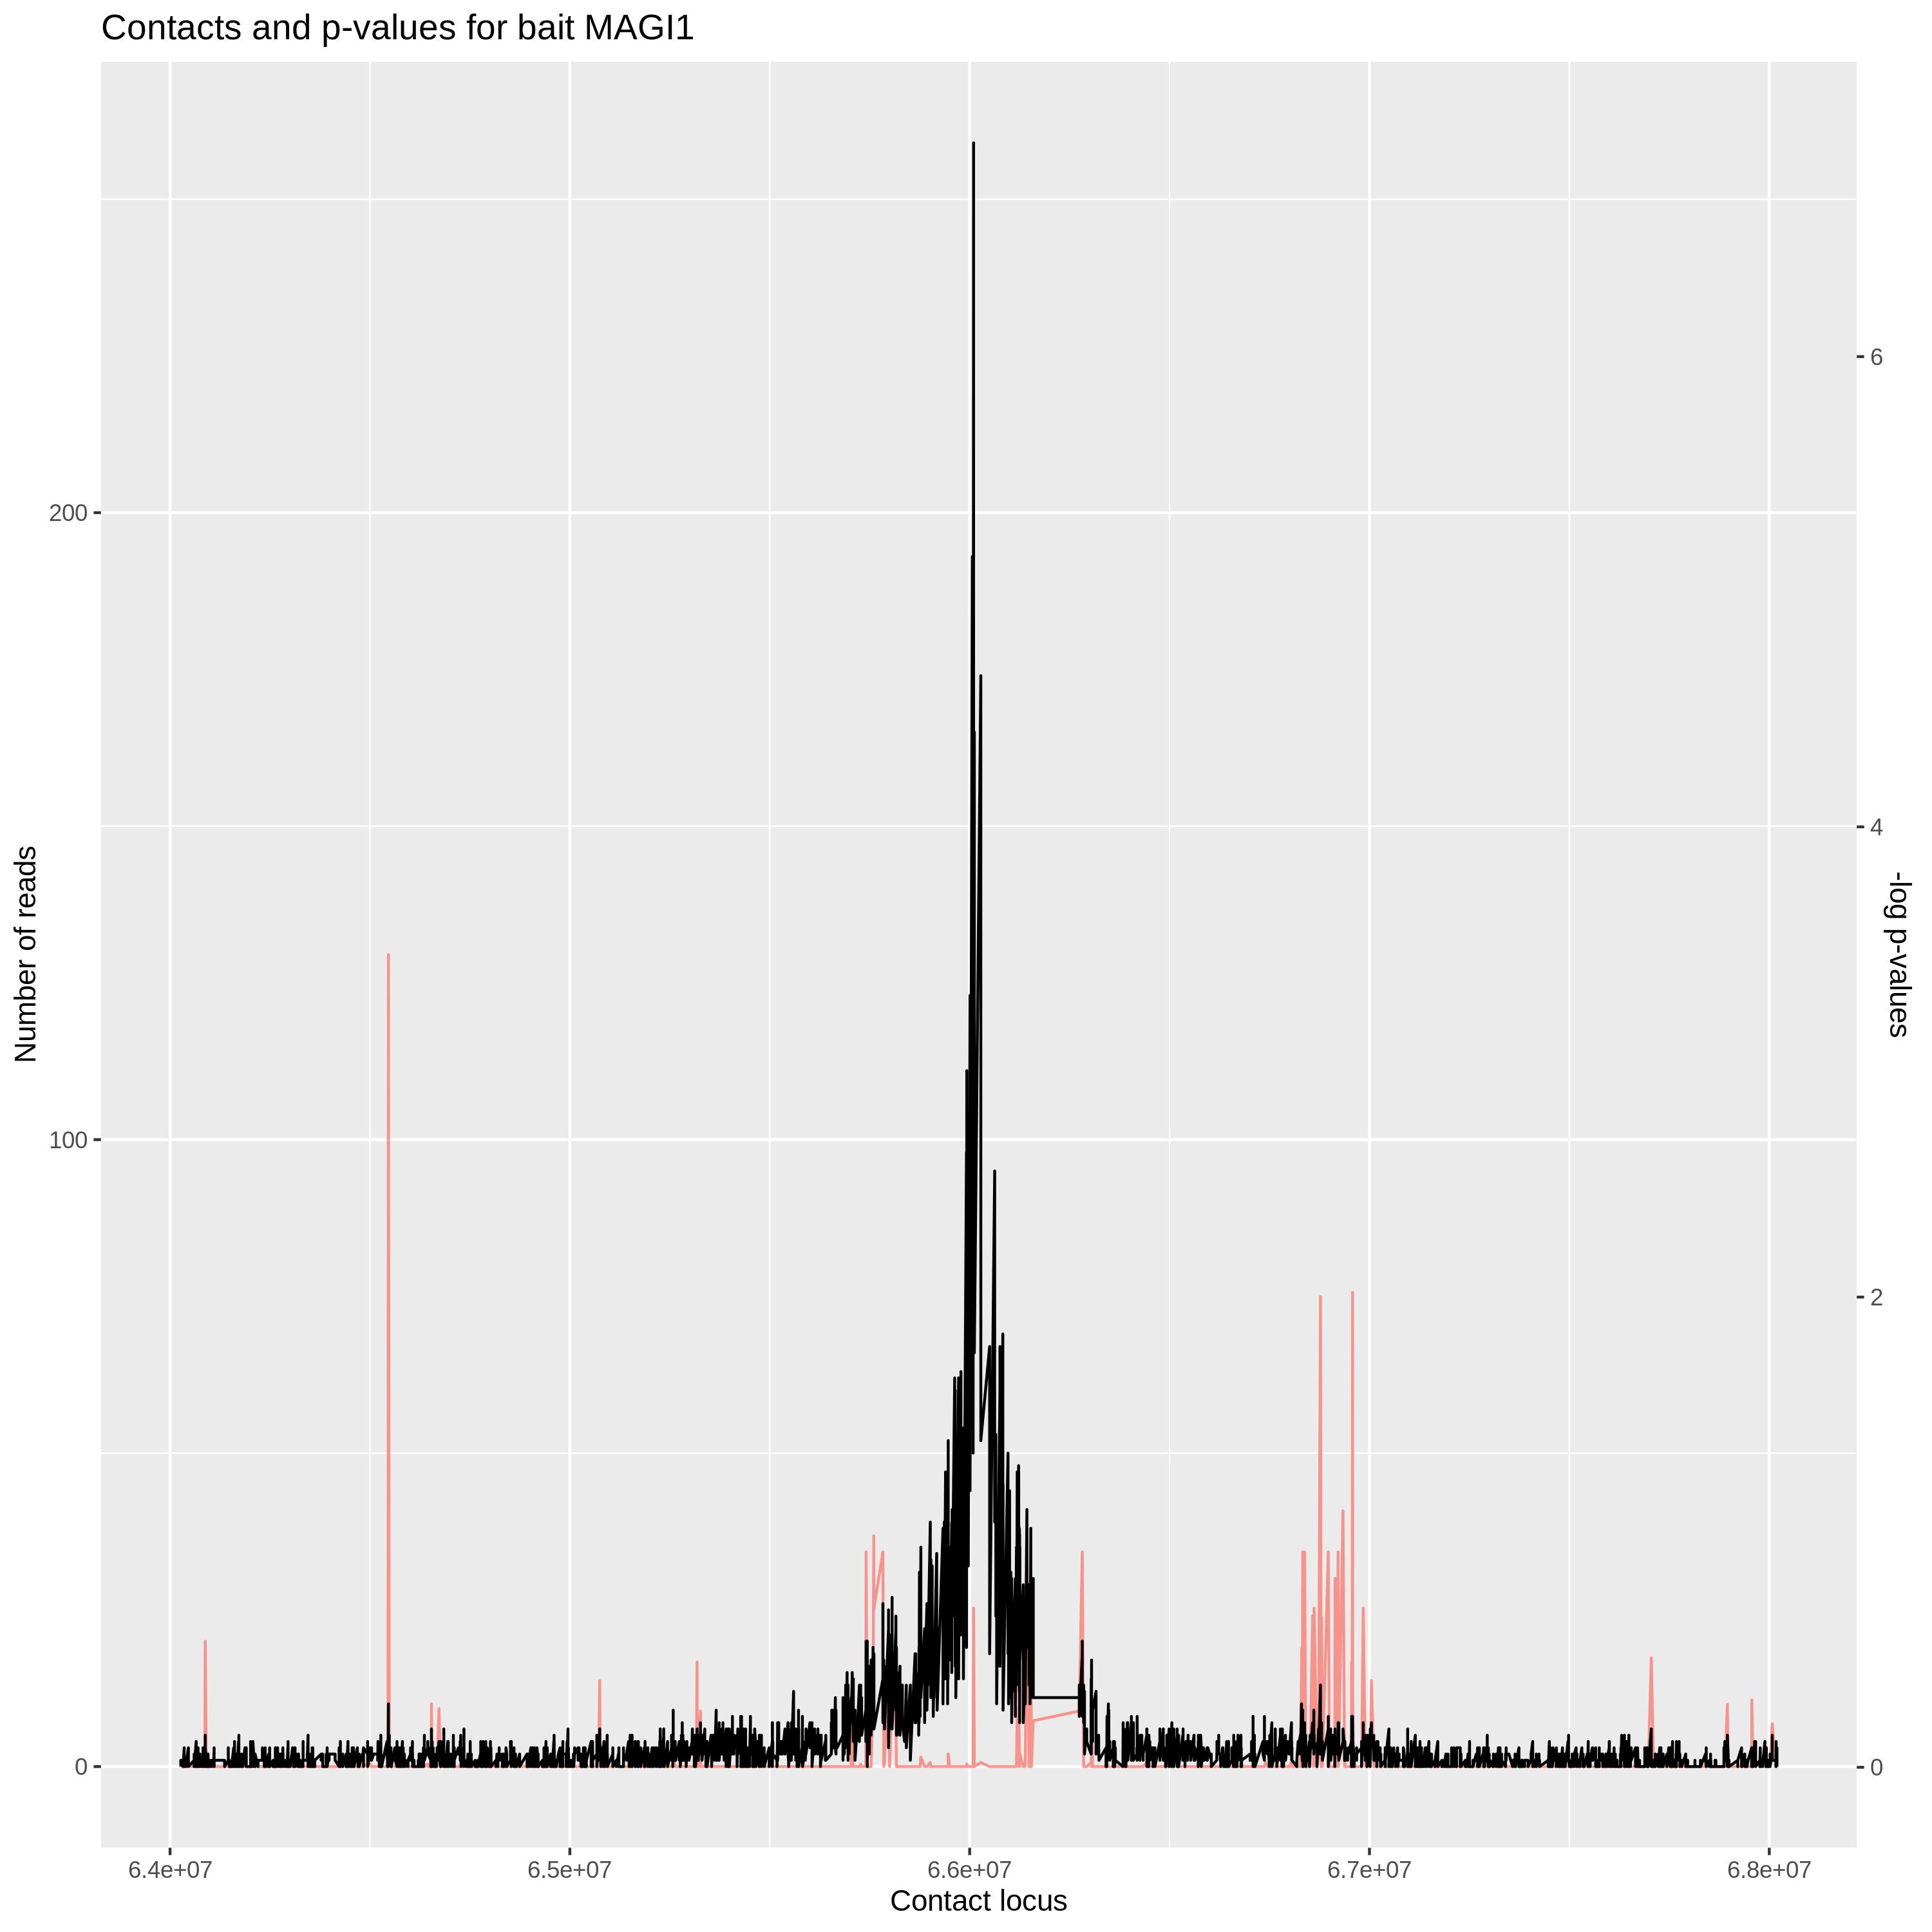 Contacts and p-values for bait MAGI1
Number of reads
200
100
0
6
4
2
0
-log p-values
6.4e+07
6.5e+07
6.6e+07
6.7e+07
6.8e+07
Contact locus